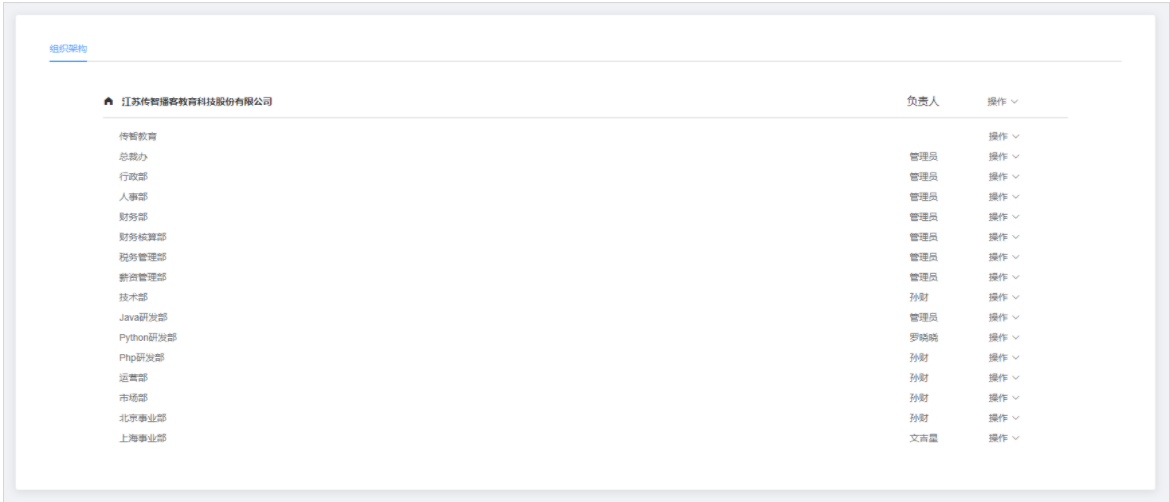 组织架构
江苏传智播客教育科技股份有限公司 负责人 操作
传智教育 操作
总裁办 管理员 操作
行政部 管理员 操作
人事部 管理员 操作
财务部 管理员 操作
财务核算部 管理员 操作
税务管理部 管理员 操作
薪资管理部 管理员 操作
技术部 孙财 操作
Java研发部 管理员 操作
Python研发部 罗晓晓 操作
Php研发部 孙财 操作
运营部 孙财 操作
市场部 孙财 操作
北京事业部 孙财 操作
上海事业部 文吉星 操作